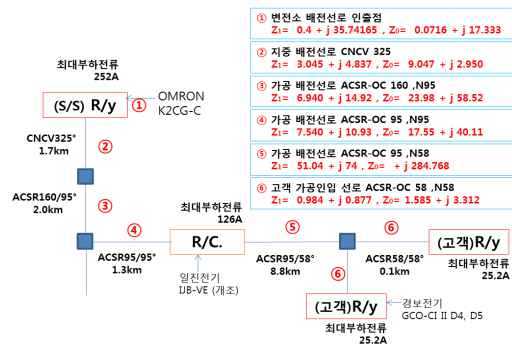 ① 변전소 배전선로 인출점
Z₁= 0.4 + j 35.74165, Z₀= 0.0716 + j 17.333
② 지중 배전선로 CNCV 325
Z₁= 3.045 + j 4.837, Z₀= 9.047 + j 2.950
③ 가공 배전선로 ACSR-OC 160 ,N95
Z₁= 6.940 + j 14.92, Z₀= 23.98 + j 58.52
④ 가공 배전선로 ACSR-OC 95 ,N95
Z₁= 7.540 + j 10.93, Z₀= 17.55 + j 40.11
⑤ 가공 배전선로 ACSR-OC 95 ,N58
Z₁= 51.04 + j 74, Z₀= + j 284.768
⑥ 고객 가공인입 선로 ACSR-OC 58 ,N58
Z₁= 0.984 + j 0.877, Z₀= 1.585 + j 3.312
최대부하전류
252A
(S/S) R/y
①
OMRON
K2CG-C
CNCV325°
1.7km
②
ACSR160/95°
2.0km
③
④
ACSR95/95°
1.3km
최대부하전류
126A
R/C.
일진전기
IJB-VE (개조)
⑤
ACSR95/58°
8.8km
⑥
ACSR58/58°
0.1km
(고객)R/y
최대부하전류
25.2A
⑥
(고객)R/y
최대부하전류
25.2A
경보전기
GCO-CI II D4, D5